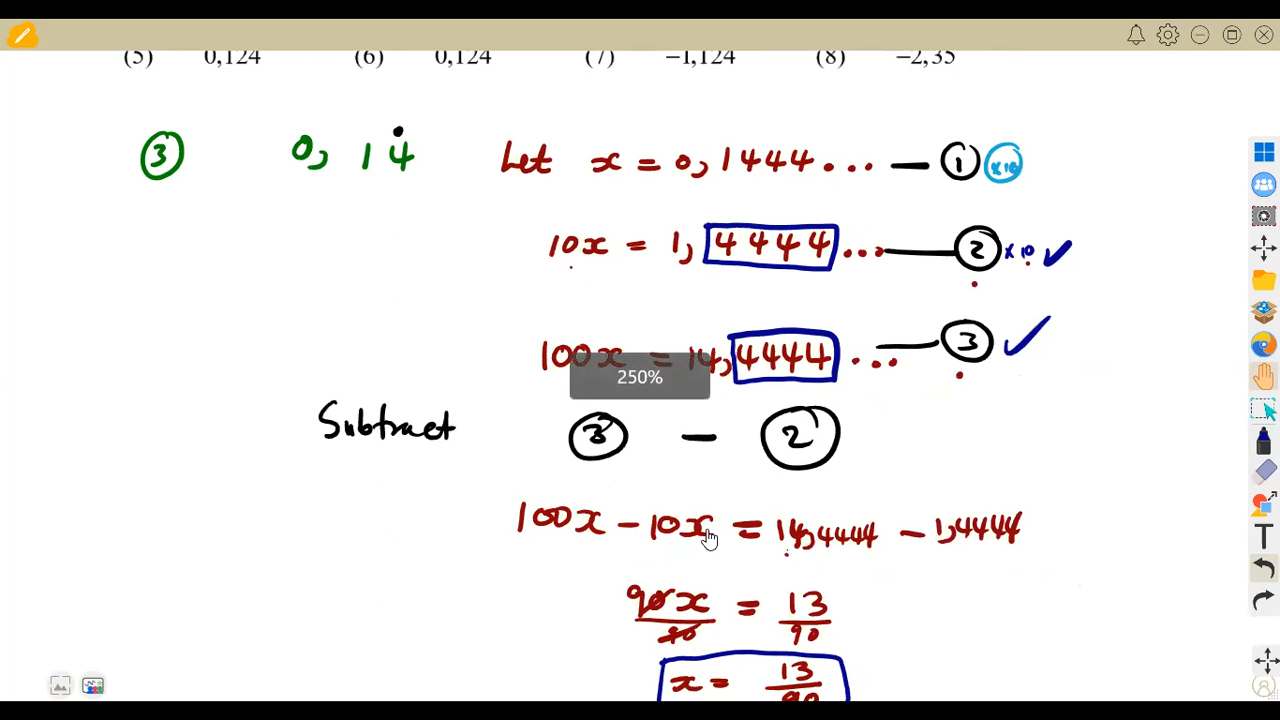 (5) 0,124 (6) 0,124 (7) −1,124 (8) −2,35
③ 0,14̇ Let x = 0,1444... — ① ×10
10x = 1,4444... — ② ×10 ✓
100x = 14,4444... — ③ ✓
250%
Subtract ③ − ②
100x − 10x = 14,4444 − 1,4444
90x/90 = 13/90
x = 13/90
T